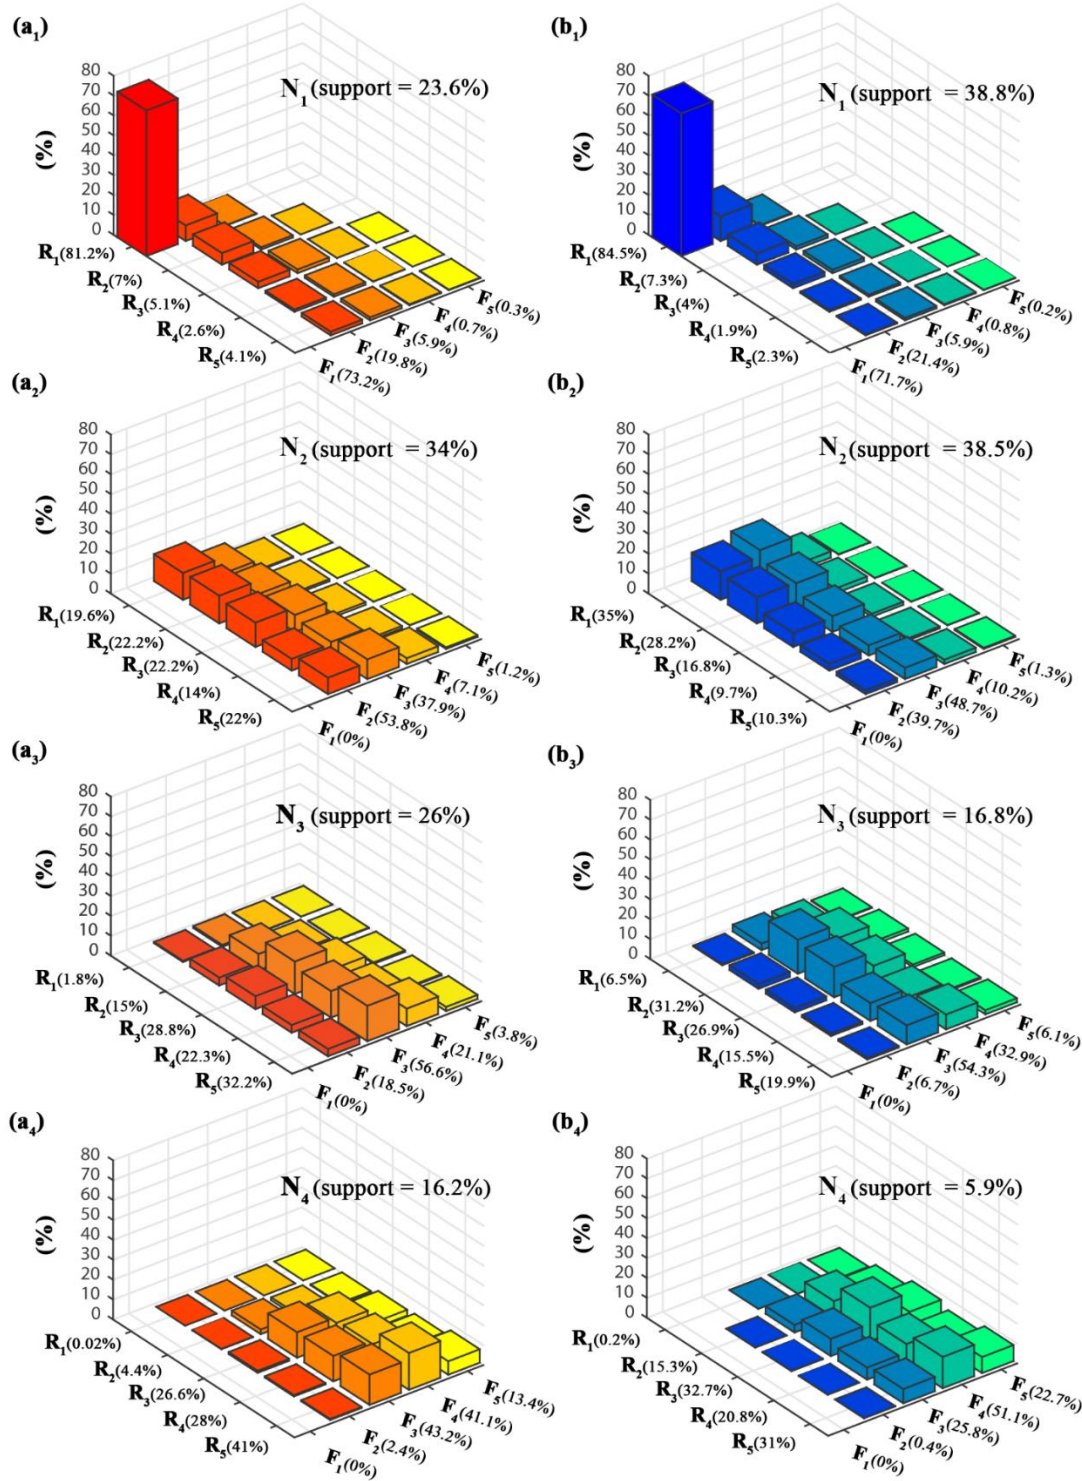 (a1)
N1 (support = 23.6%)
(%)
80
70
60
50
40
30
20
10
0
R1(81.2%)
R2(7%)
R3(5.1%)
R4(2.6%)
R5(4.1%)
F1(73.2%)
F2(19.8%)
F3(5.9%)
F4(0.7%)
F5(0.3%)
(b1)
N1 (support = 38.8%)
(%)
80
70
60
50
40
30
20
10
0
R1(84.5%)
R2(7.3%)
R3(4%)
R4(1.9%)
R5(2.3%)
F1(71.7%)
F2(21.4%)
F3(5.9%)
F4(0.8%)
F5(0.2%)
(a2)
N2 (support = 34%)
(%)
80
70
60
50
40
30
20
10
0
R1(19.6%)
R2(22.2%)
R3(22.2%)
R4(14%)
R5(22%)
F1(0%)
F2(53.8%)
F3(37.9%)
F4(7.1%)
F5(1.2%)
(b2)
N2 (support = 38.5%)
(%)
80
70
60
50
40
30
20
10
0
R1(35%)
R2(28.2%)
R3(16.8%)
R4(9.7%)
R5(10.3%)
F1(0%)
F2(39.7%)
F3(48.7%)
F4(10.2%)
F5(1.3%)
(a3)
N3 (support = 26%)
(%)
80
70
60
50
40
30
20
10
0
R1(1.8%)
R2(15%)
R3(28.8%)
R4(22.3%)
R5(32.2%)
F1(0%)
F2(18.5%)
F3(56.6%)
F4(21.1%)
F5(3.8%)
(b3)
N3 (support = 16.8%)
(%)
80
70
60
50
40
30
20
10
0
R1(6.5%)
R2(31.2%)
R3(26.9%)
R4(15.5%)
R5(19.9%)
F1(0%)
F2(6.7%)
F3(54.3%)
F4(32.9%)
F5(6.1%)
(a4)
N4 (support = 16.2%)
(%)
80
70
60
50
40
30
20
10
0
R1(0.02%)
R2(4.4%)
R3(26.6%)
R4(28%)
R5(41%)
F1(0%)
F2(2.4%)
F3(43.2%)
F4(41.1%)
F5(13.4%)
(b4)
N4 (support = 5.9%)
(%)
80
70
60
50
40
30
20
10
0
R1(0.2%)
R2(15.3%)
R3(32.7%)
R4(20.8%)
R5(31%)
F1(0%)
F2(0.4%)
F3(25.8%)
F4(51.1%)
F5(22.7%)